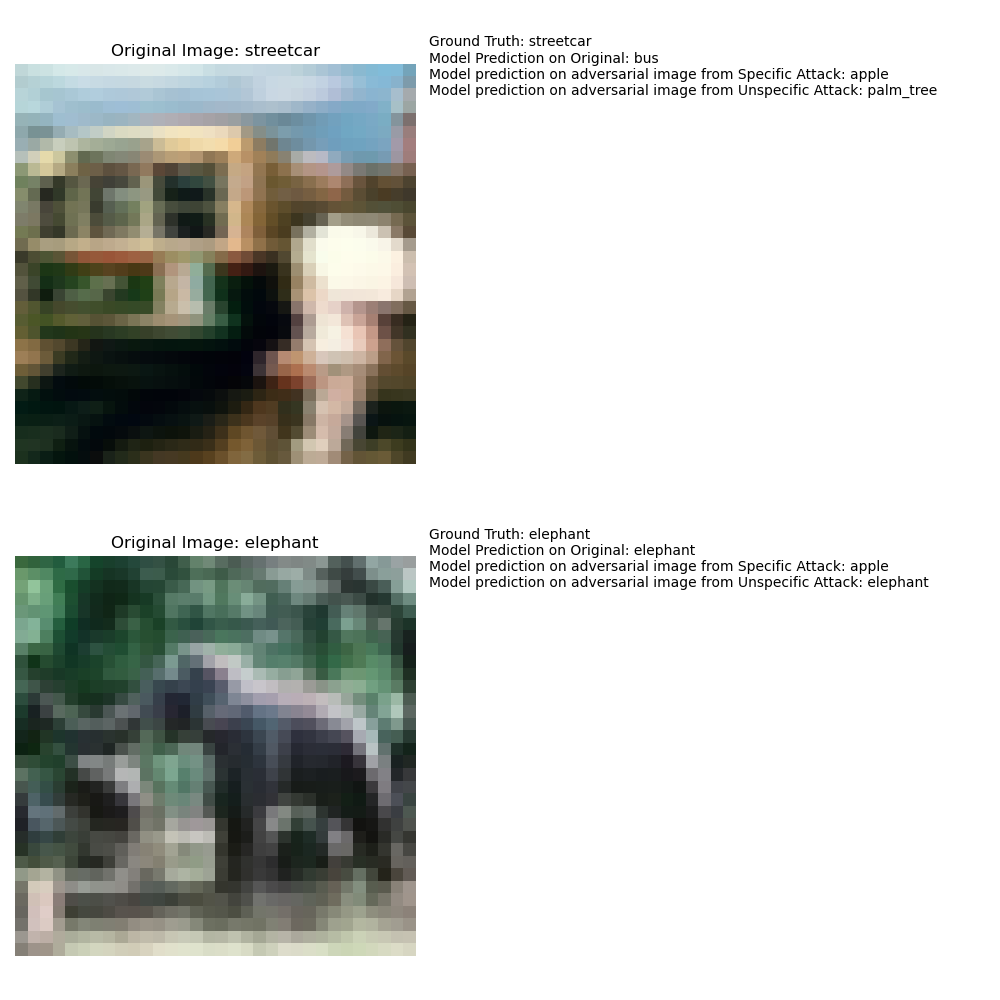 Original Image: streetcar
Ground Truth: streetcar
Model Prediction on Original: bus
Model prediction on adversarial image from Specific Attack: apple
Model prediction on adversarial image from Unspecific Attack: palm_tree
Original Image: elephant
Ground Truth: elephant
Model Prediction on Original: elephant
Model prediction on adversarial image from Specific Attack: apple
Model prediction on adversarial image from Unspecific Attack: elephant